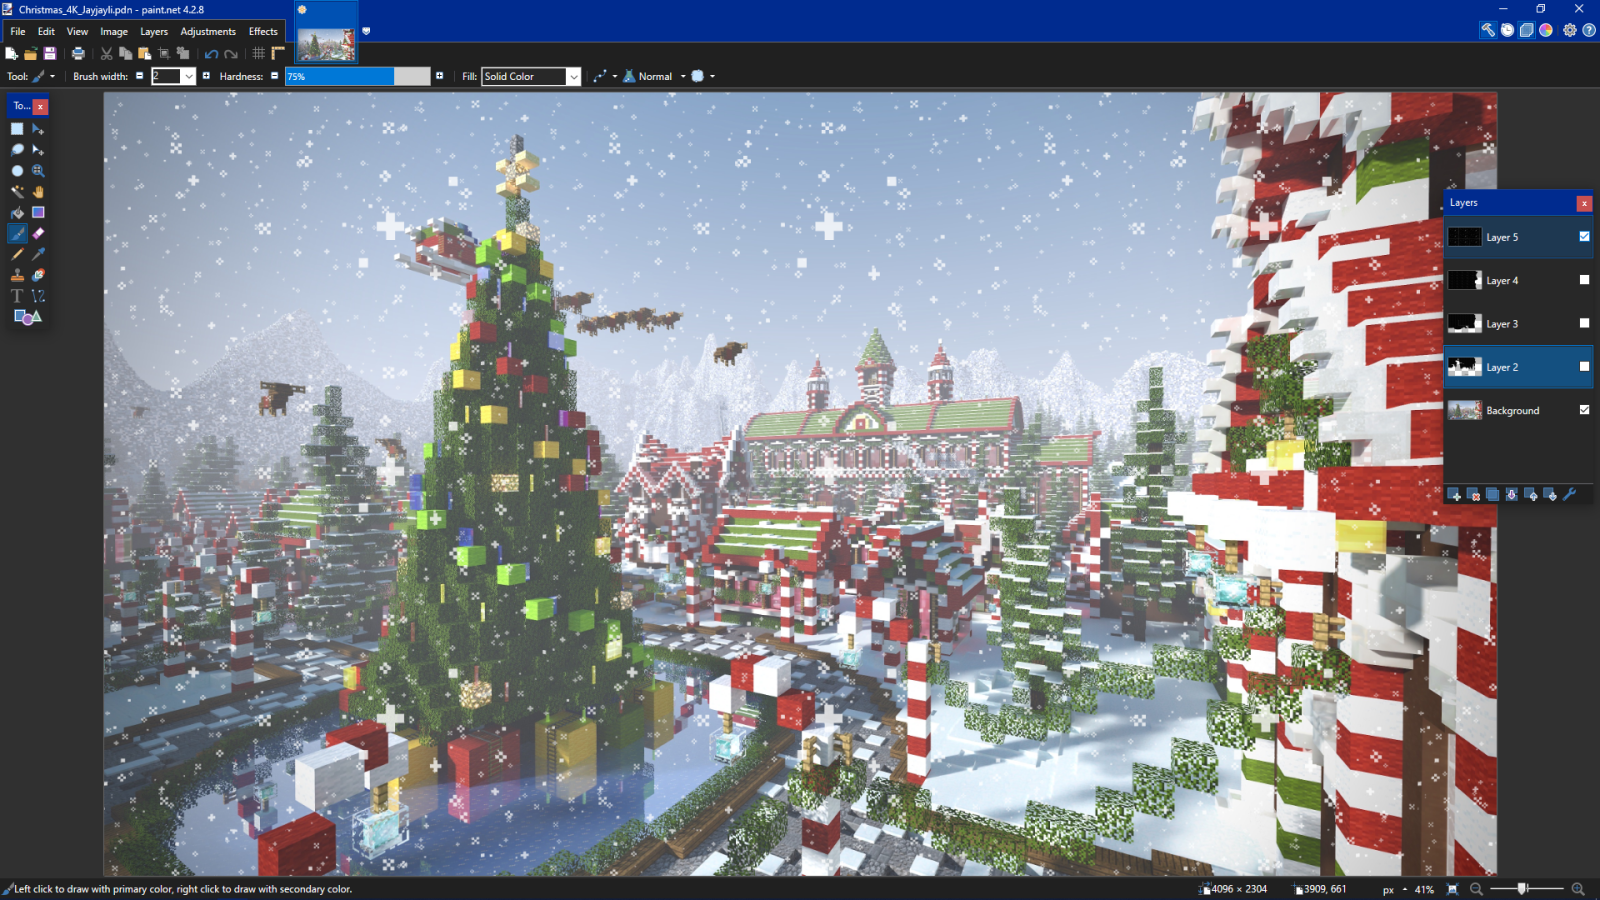 Christmas_4K_Jayjayli.pdn - paint.net 4.2.8
File Edit View Image Layers Adjustments Effects
Tool: Brush width: 2 Hardness: 75% Fill: Solid Color Normal
To...
Layers
Layer 5
Layer 4
Layer 3
Layer 2
Background
Left click to draw with primary color, right click to draw with secondary color.
4096 × 2304
3909, 661
px
41%